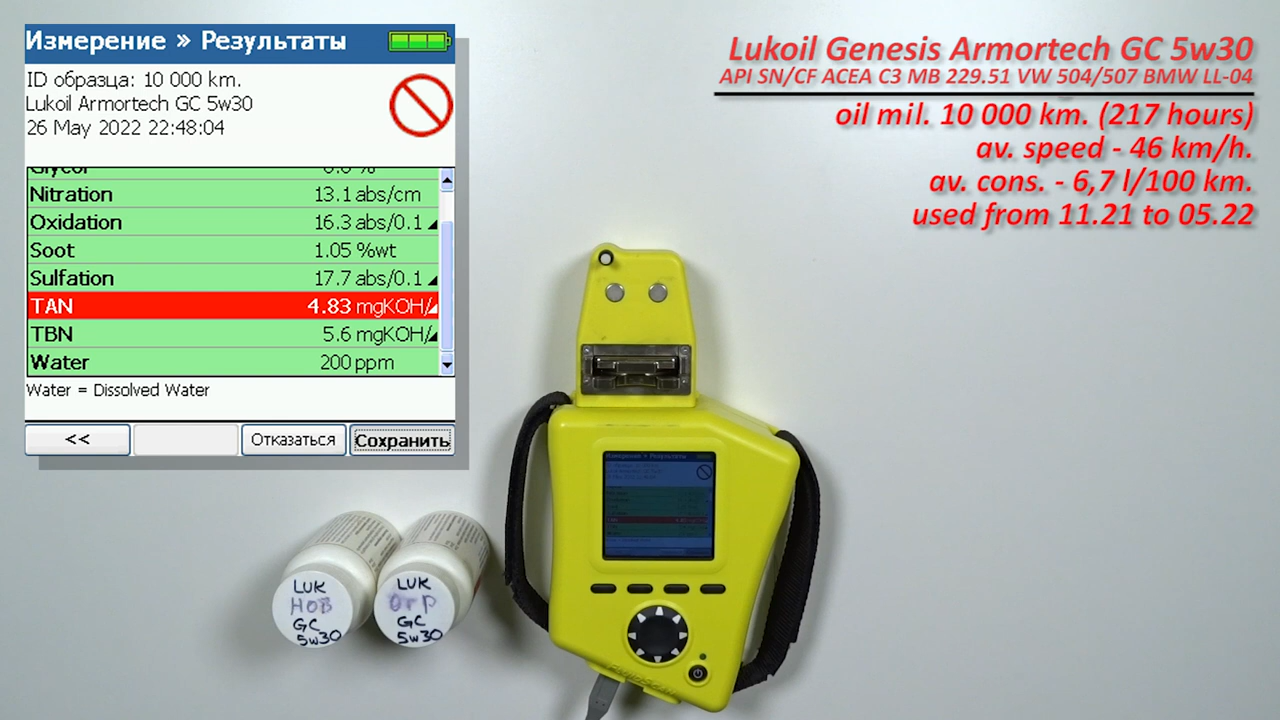 Измерение » Результаты
ID образца: 10 000 km.
Lukoil Armortech GC 5w30
26 May 2022 22:48:04
Nitration 13.1 abs/cm
Oxidation 16.3 abs/0.1
Soot 1.05 %wt
Sulfation 17.7 abs/0.1
TAN 4.83 mgKOH/
TBN 5.6 mgKOH/
Water 200 ppm
Water = Dissolved Water
<<
Отказаться
Сохранить
Lukoil Genesis Armortech GC 5w30
API SN/CF ACEA C3 MB 229.51 VW 504/507 BMW LL-04
oil mil. 10 000 km. (217 hours)
av. speed - 46 km/h.
av. cons. - 6,7 l/100 km.
used from 11.21 to 05.22
Измерение » Результаты
LUK
НОВ
GC
5w30
LUK
Отр
GC
5w30